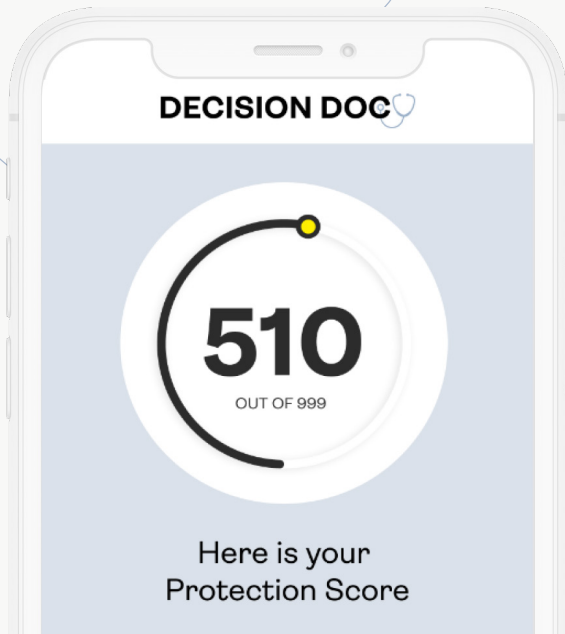 DECISION DOC
510
OUT OF 999
Here is your
Protection Score